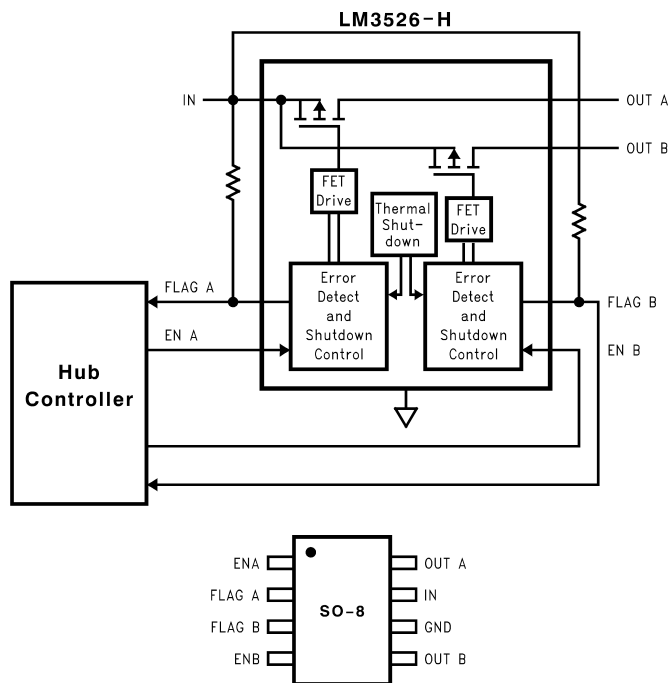 LM3526-H
IN
OUT A
OUT B
FET
Drive
Thermal
Shut-
down
FET
Drive
FLAG A
Error
Detect
and
Shutdown
Control
Error
Detect
and
Shutdown
Control
FLAG B
EN A
EN B
Hub
Controller
ENA
FLAG A
FLAG B
ENB
SO-8
OUT A
IN
GND
OUT B